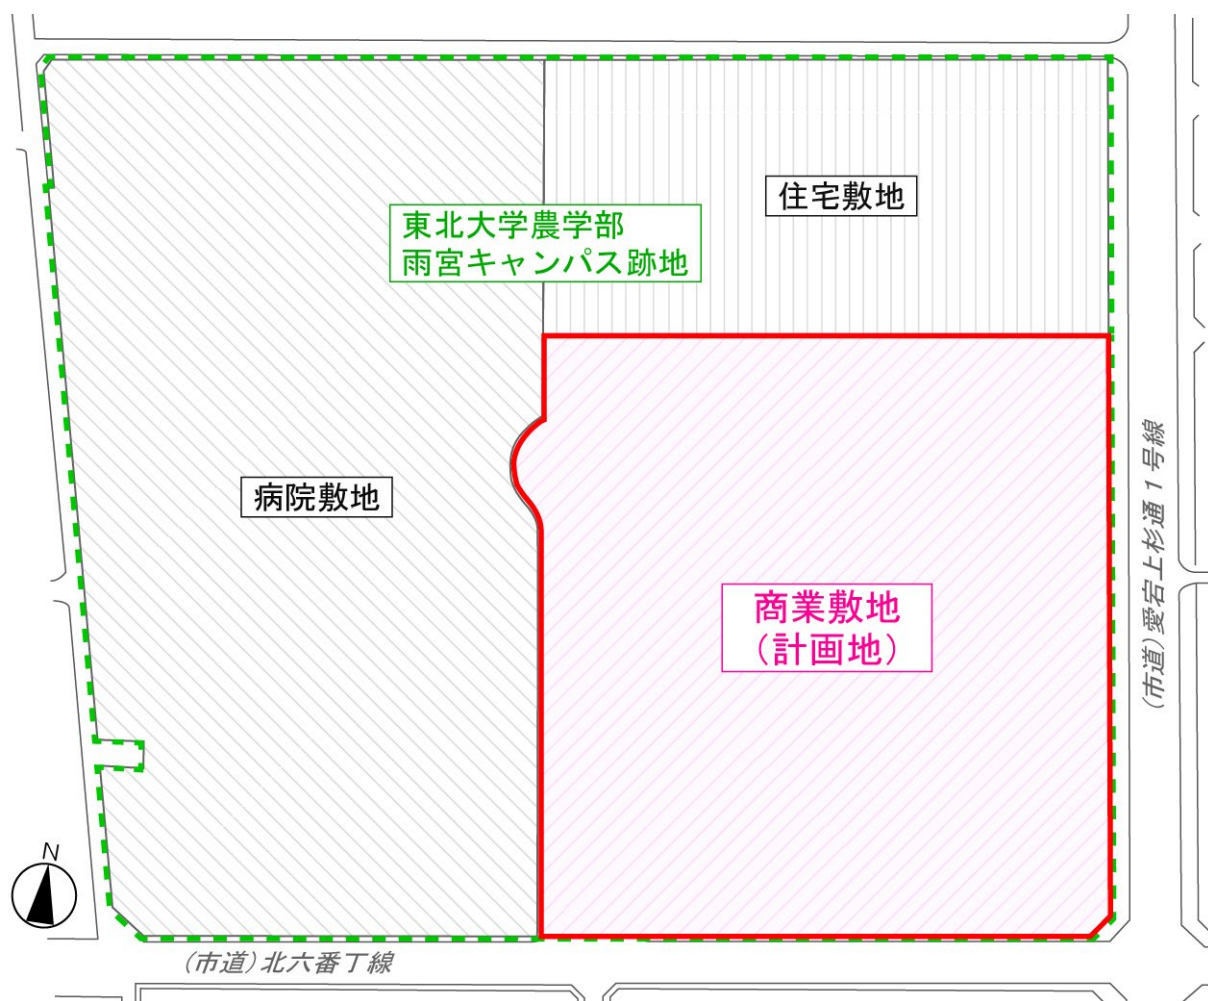 住宅敷地
東北大学農学部
雨宮キャンパス跡地
病院敷地
商業敷地
（計画地）
（市道）愛宕上杉通１号線
N
（市道）北六番丁線